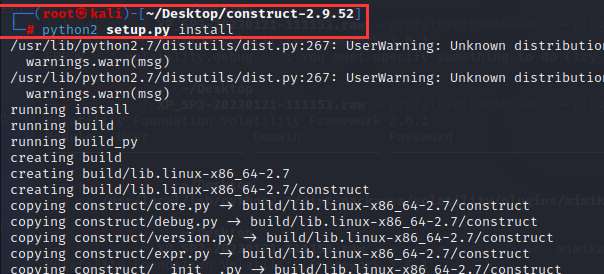 (root㉿kali)-[~/Desktop/construct-2.9.52]
# python2 setup.py install
/usr/lib/python2.7/distutils/dist.py:267: UserWarning: Unknown distributio
warnings.warn(msg)
/usr/lib/python2.7/distutils/dist.py:267: UserWarning: Unknown distributio
warnings.warn(msg)
running install
running build
running build_py
creating build
creating build/lib.linux-x86_64-2.7
creating build/lib.linux-x86_64-2.7/construct
copying construct/core.py → build/lib.linux-x86_64-2.7/construct
copying construct/debug.py → build/lib.linux-x86_64-2.7/construct
copying construct/version.py → build/lib.linux-x86_64-2.7/construct
copying construct/expr.py → build/lib.linux-x86_64-2.7/construct
copying construct/__init__.py → build/lib.linux-x86_64-2.7/construct